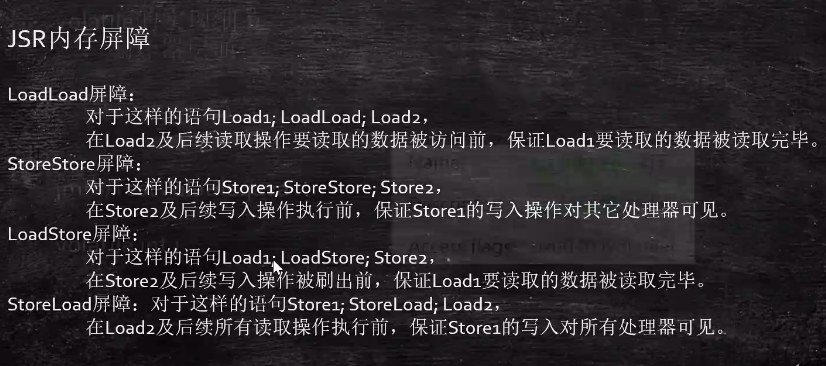 JSR内存屏障
LoadLoad屏障：
对于这样的语句Load1; LoadLoad; Load2，
在Load2及后续读取操作要读取的数据被访问前，保证Load1要读取的数据被读取完毕。
StoreStore屏障：
对于这样的语句Store1; StoreStore; Store2，
在Store2及后续写入操作执行前，保证Store1的写入操作对其它处理器可见。
LoadStore屏障：
对于这样的语句Load1; LoadStore; Store2，
在Store2及后续写入操作被刷出前，保证Load1要读取的数据被读取完毕。
StoreLoad屏障：对于这样的语句Store1; StoreLoad; Load2，
在Load2及后续所有读取操作执行前，保证Store1的写入对所有处理器可见。